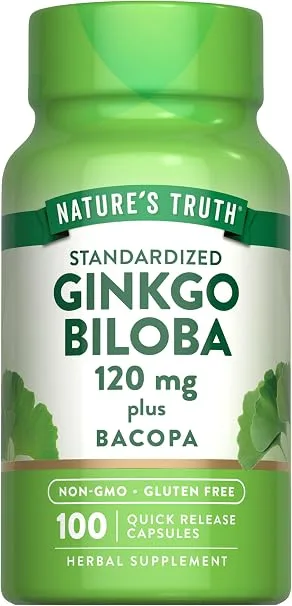 NATURE'S TRUTH®
STANDARDIZED
GINKGO
BILOBA
120 mg
plus
BACOPA
NON-GMO • GLUTEN FREE
100 QUICK RELEASE
CAPSULES
HERBAL SUPPLEMENT